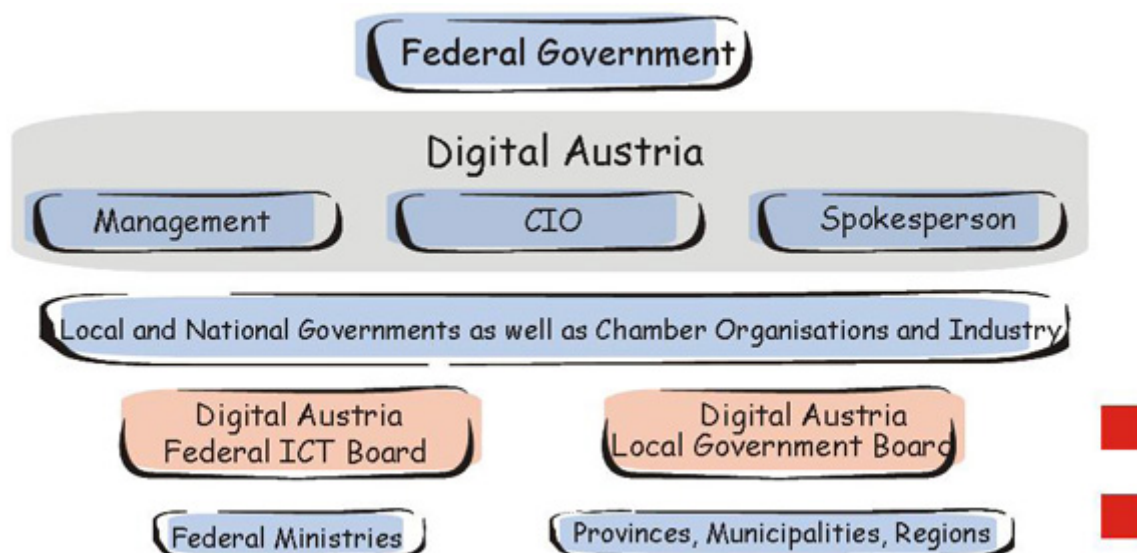 Federal Government
Digital Austria
Management
CIO
Spokesperson
Local and National Governments as well as Chamber Organisations and Industry
Digital Austria
Federal ICT Board
Digital Austria
Local Government Board
Federal Ministries
Provinces, Municipalities, Regions